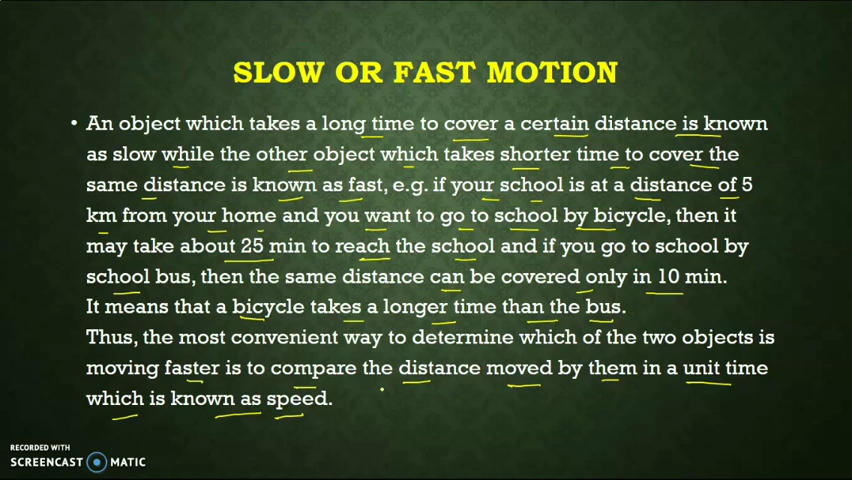 SLOW OR FAST MOTION
• An object which takes a long time to cover a certain distance is known
as slow while the other object which takes shorter time to cover the
same distance is known as fast, e.g. if your school is at a distance of 5
km from your home and you want to go to school by bicycle, then it
may take about 25 min to reach the school and if you go to school by
school bus, then the same distance can be covered only in 10 min.
It means that a bicycle takes a longer time than the bus.
Thus, the most convenient way to determine which of the two objects is
moving faster is to compare the distance moved by them in a unit time
which is known as speed.
RECORDED WITH
SCREENCAST MATIC